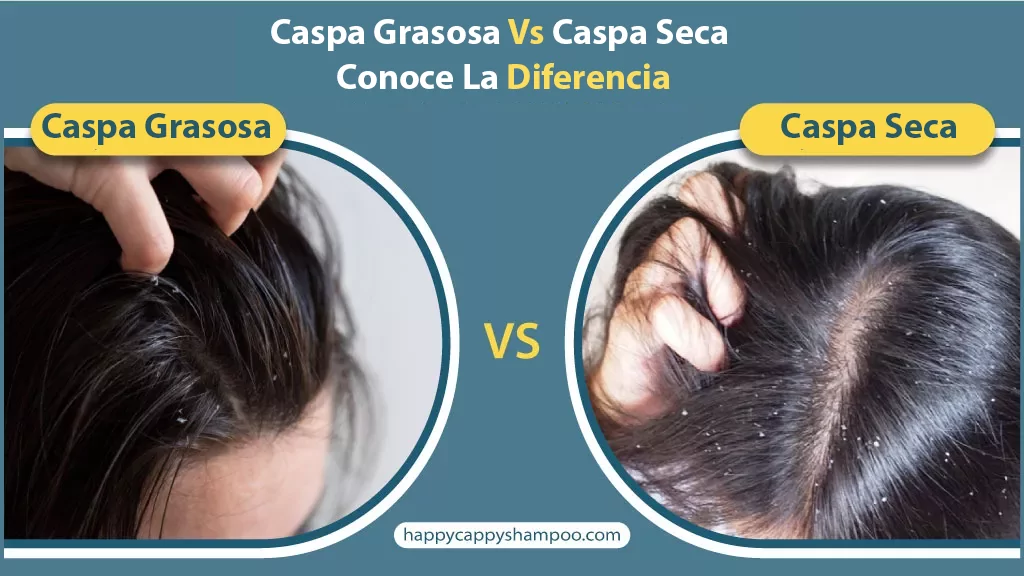 Caspa Grasosa Vs Caspa Seca
Conoce La Diferencia
Caspa Grasosa
Caspa Seca
VS
happycappyshampoo.com